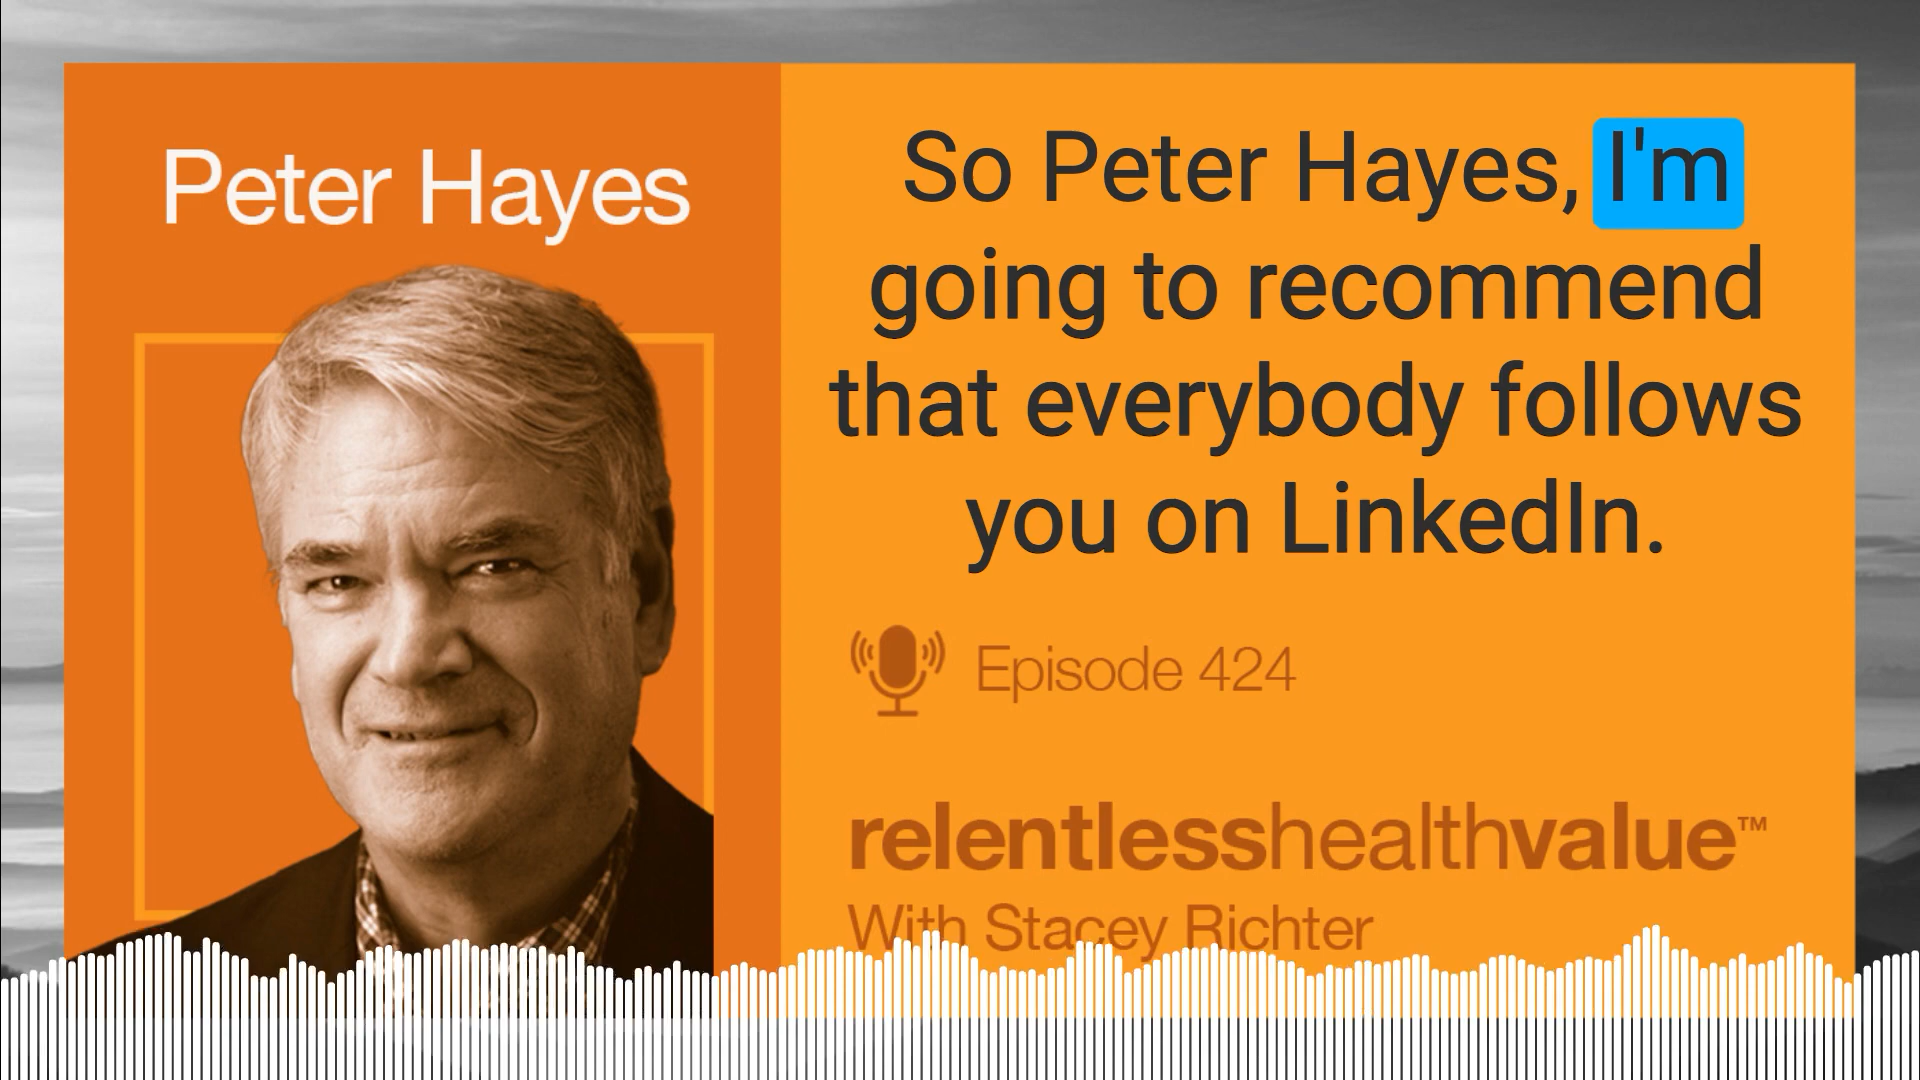 Peter Hayes
So Peter Hayes, I'm
going to recommend
that everybody follows
you on LinkedIn.
Episode 424
relentlesshealthvalue™
With Stacey Richter